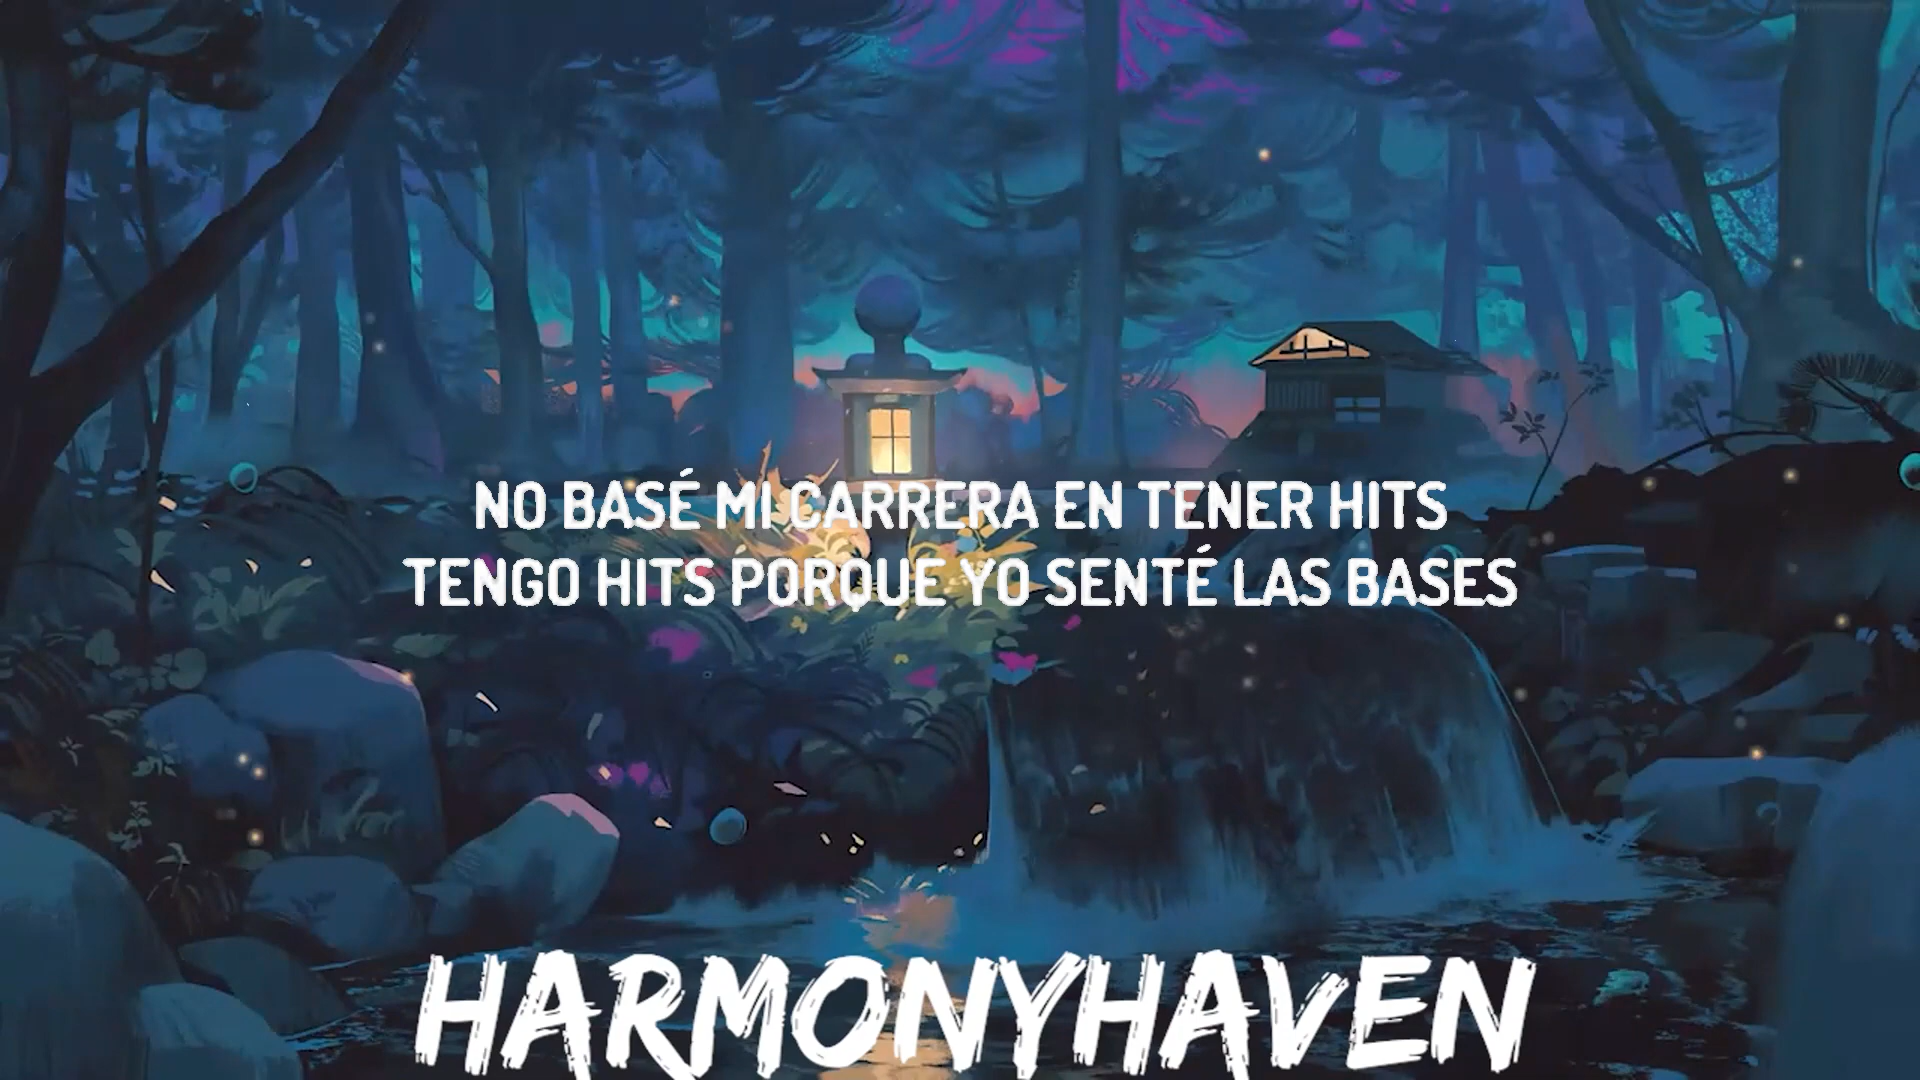 NO BASÉ MI CARRERA EN TENER HITS
TENGO HITS PORQUE YO SENTÉ LAS BASES
HARMONYHAVEN